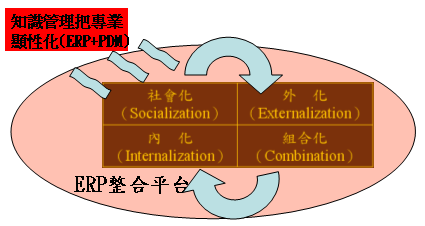 知識管理把專業
顯性化(ERP+PDM)
社會化
（Socialization）
外 化
（Externalization）
內 化
（Internalization）
組合化
（Combination）
ERP整合平台